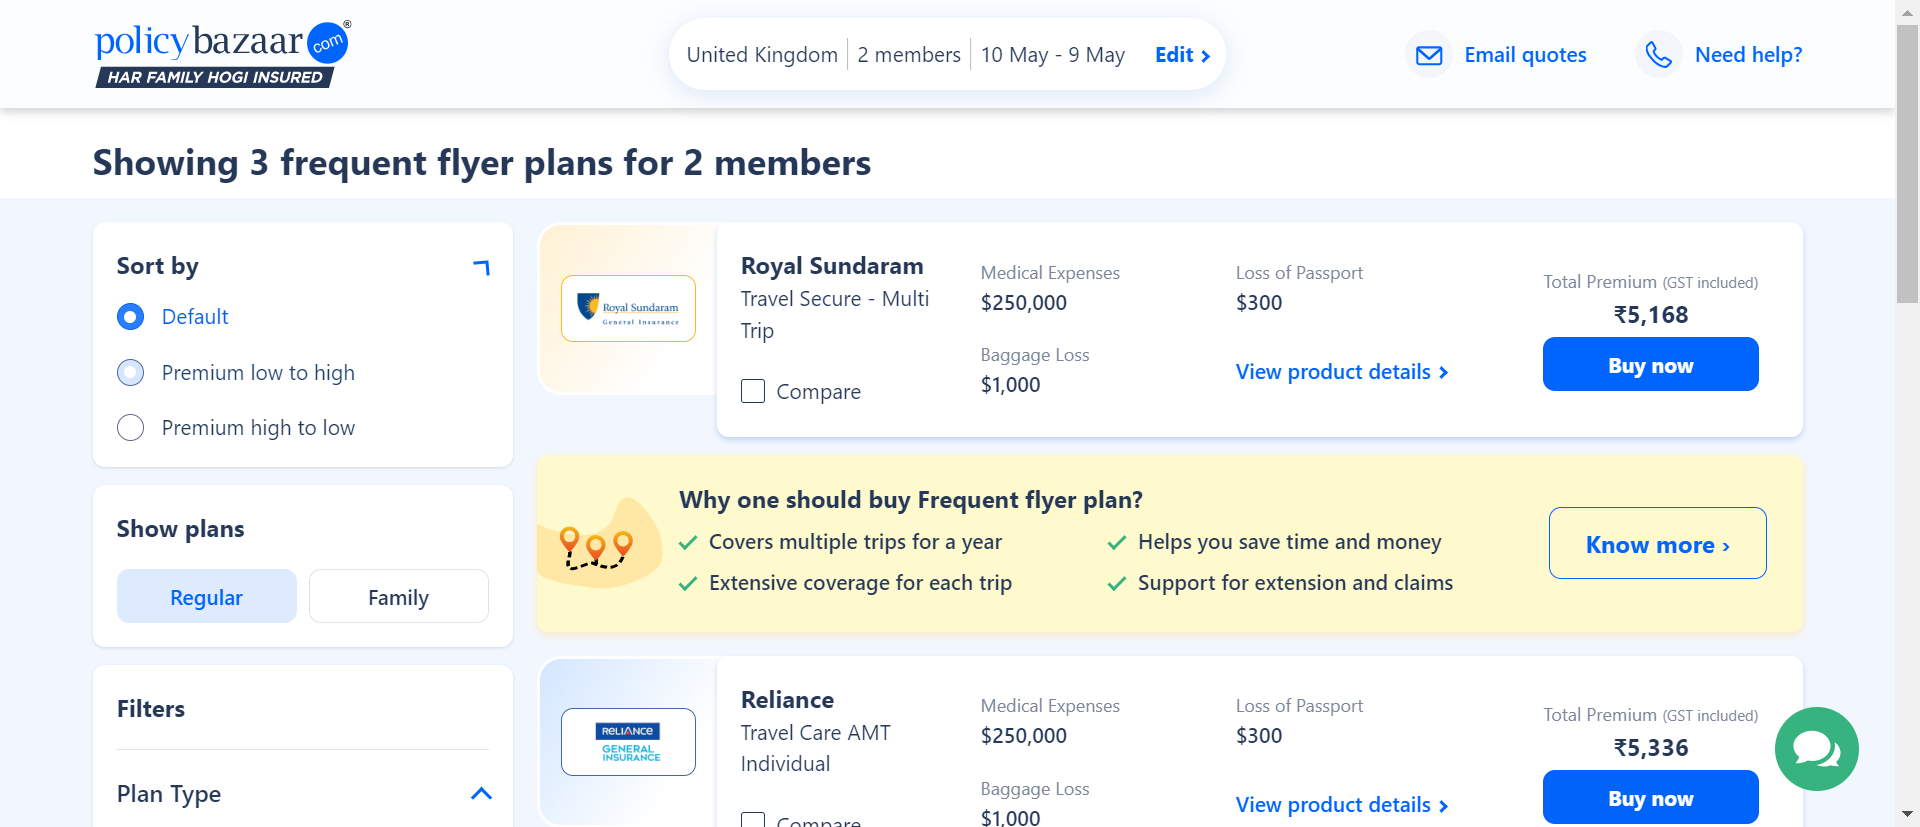 policybazaar com ®
HAR FAMILY HOGI INSURED
United Kingdom 2 members 10 May - 9 May Edit
Email quotes
Need help?
Showing 3 frequent flyer plans for 2 members
Sort by
Default
Premium low to high
Premium high to low
Show plans
Regular
Family
Filters
Plan Type
Royal Sundaram
General Insurance
Royal Sundaram
Travel Secure - Multi
Trip
Compare
Medical Expenses
$250,000
Baggage Loss
$1,000
Loss of Passport
$300
View product details
Total Premium (GST included)
₹5,168
Buy now
Why one should buy Frequent flyer plan?
Covers multiple trips for a year
Helps you save time and money
Extensive coverage for each trip
Support for extension and claims
Know more ›
RELIANCE
GENERAL
INSURANCE
Reliance
Travel Care AMT
Individual
Compare
Medical Expenses
$250,000
Baggage Loss
$1,000
Loss of Passport
$300
View product details
Total Premium (GST included)
₹5,336
Buy now